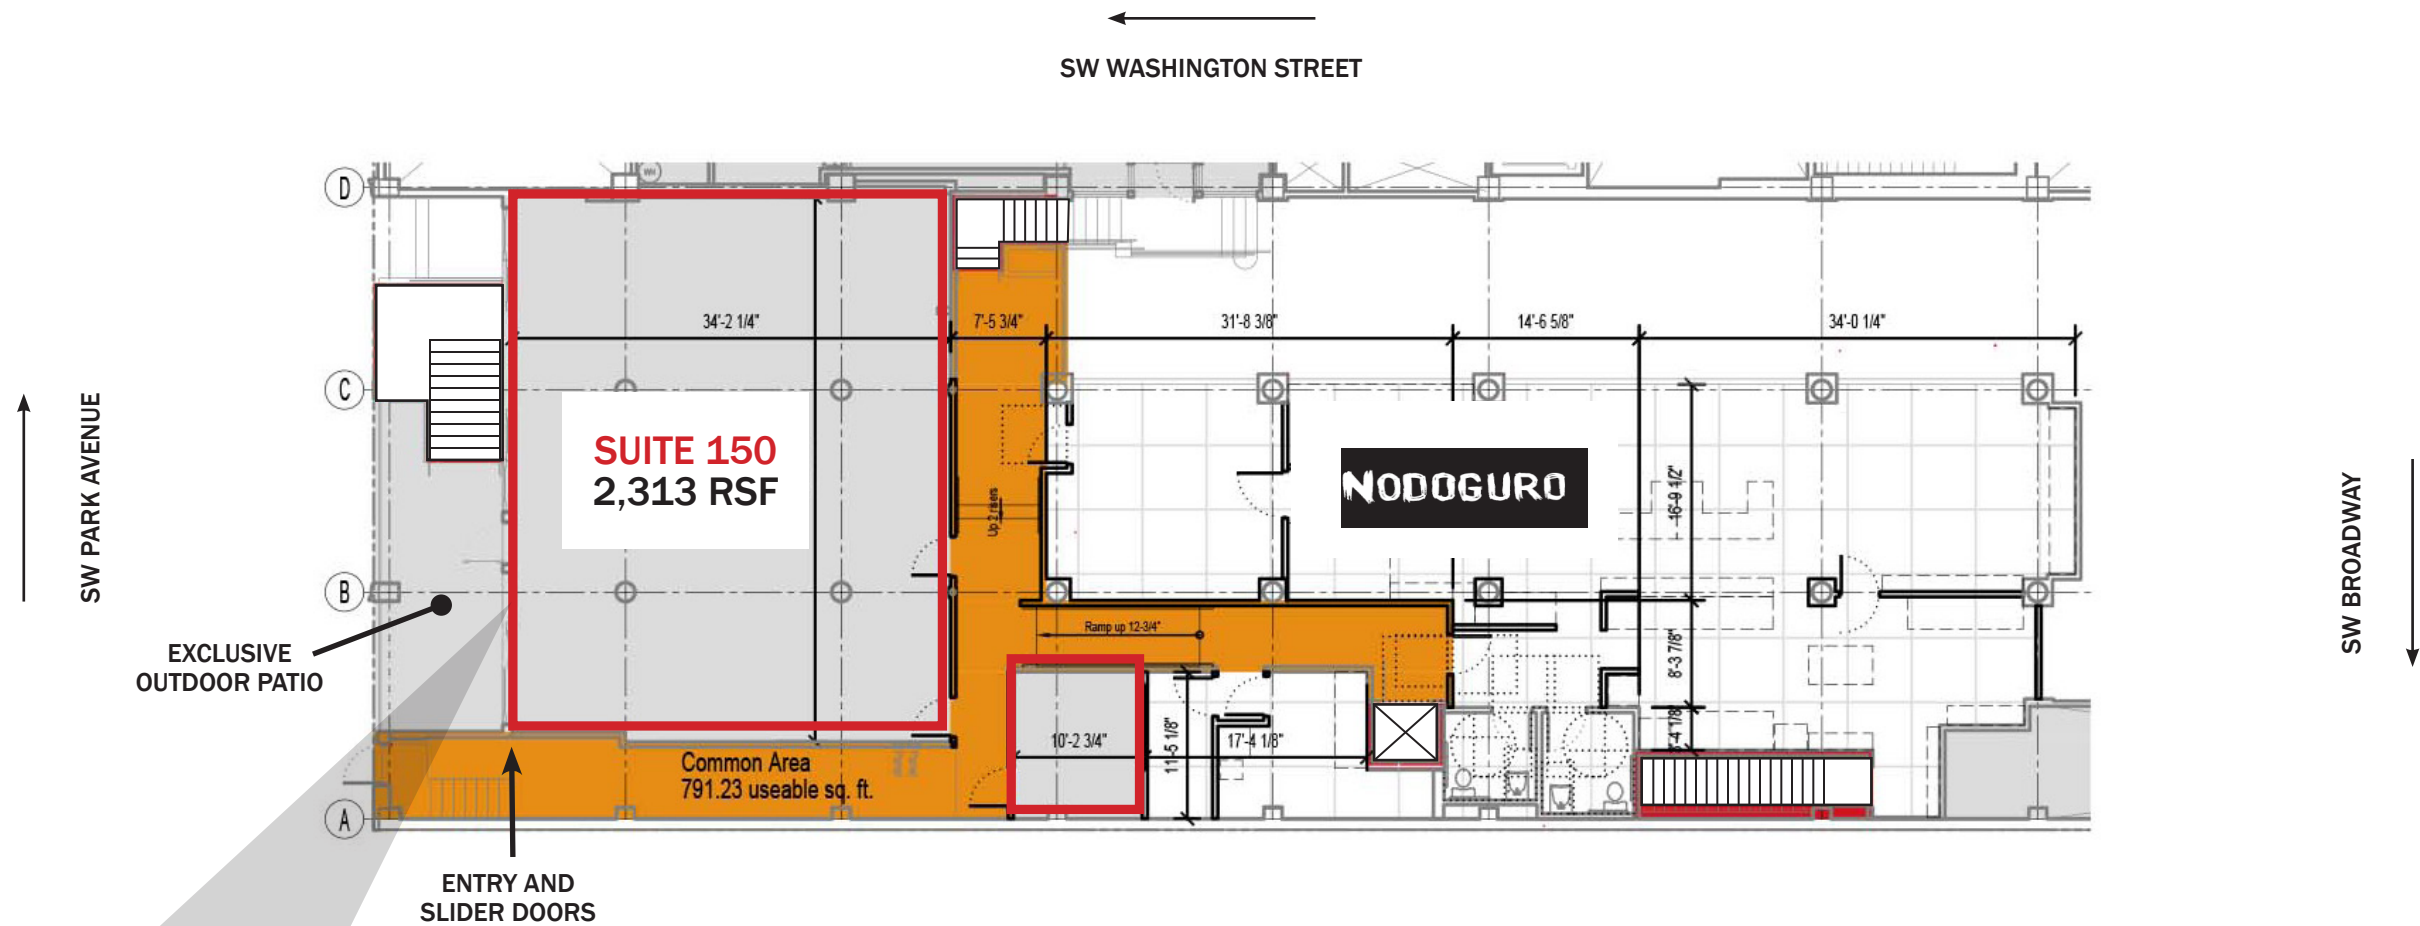 SW WASHINGTON STREET
D
WH
34'-2 1/4"
7'-5 3/4"
31'-8 3/8"
14'-6 5/8"
34'-0 1/4"
C
SW PARK AVENUE
SUITE 150
2,313 RSF
Up 2 risers
NODOGURO
16'-9 1/2"
SW BROADWAY
B
EXCLUSIVE
OUTDOOR PATIO
Ramp up 12-3/4"
8'-3 7/8"
10'-2 3/4"
11'-5 1/8"
17'-4 1/8"
Common Area
791.23 useable sq. ft.
A
ENTRY AND
SLIDER DOORS